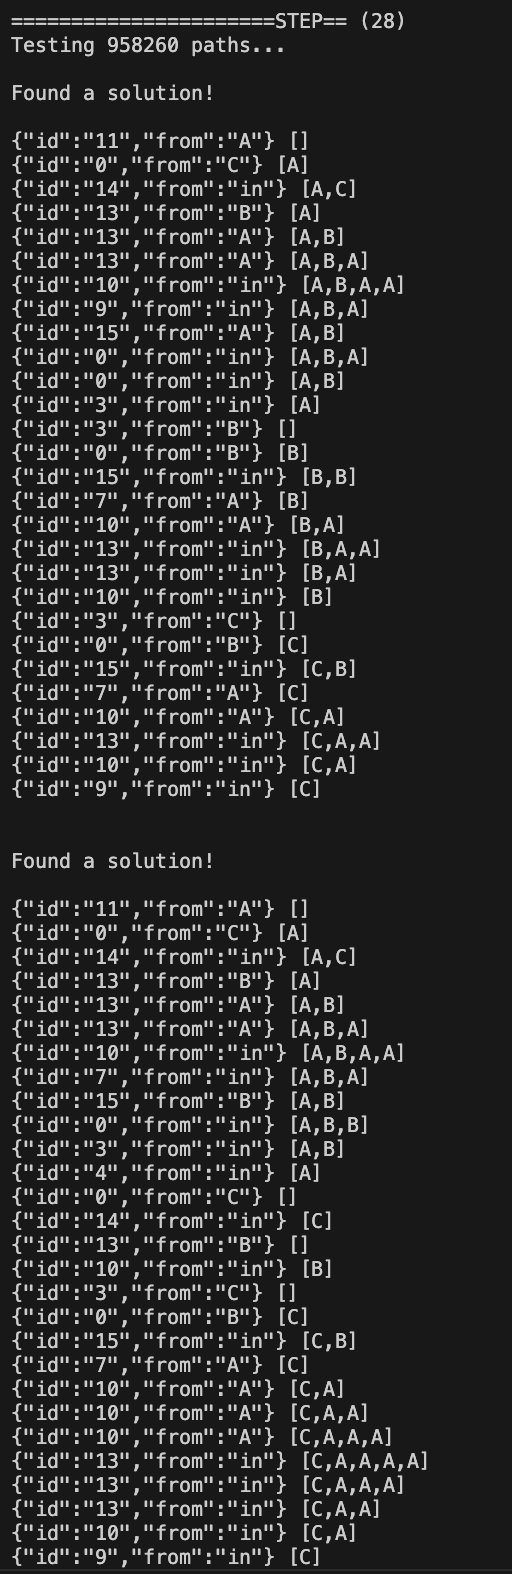 ======================STEP== (28)
Testing 958260 paths...
Found a solution!
{"id":"11","from":"A"} []
{"id":"0","from":"C"} [A]
{"id":"14","from":"in"} [A,C]
{"id":"13","from":"B"} [A]
{"id":"13","from":"A"} [A,B]
{"id":"13","from":"A"} [A,B,A]
{"id":"10","from":"in"} [A,B,A,A]
{"id":"9","from":"in"} [A,B,A]
{"id":"15","from":"A"} [A,B]
{"id":"0","from":"in"} [A,B,A]
{"id":"0","from":"in"} [A,B]
{"id":"3","from":"in"} [A]
{"id":"3","from":"B"} []
{"id":"0","from":"B"} [B]
{"id":"15","from":"in"} [B,B]
{"id":"7","from":"A"} [B]
{"id":"10","from":"A"} [B,A]
{"id":"13","from":"in"} [B,A,A]
{"id":"13","from":"in"} [B,A]
{"id":"10","from":"in"} [B]
{"id":"3","from":"C"} []
{"id":"0","from":"B"} [C]
{"id":"15","from":"in"} [C,B]
{"id":"7","from":"A"} [C]
{"id":"10","from":"A"} [C,A]
{"id":"13","from":"in"} [C,A,A]
{"id":"10","from":"in"} [C,A]
{"id":"9","from":"in"} [C]
Found a solution!
{"id":"11","from":"A"} []
{"id":"0","from":"C"} [A]
{"id":"14","from":"in"} [A,C]
{"id":"13","from":"B"} [A]
{"id":"13","from":"A"} [A,B]
{"id":"13","from":"A"} [A,B,A]
{"id":"10","from":"in"} [A,B,A,A]
{"id":"7","from":"in"} [A,B,A]
{"id":"15","from":"B"} [A,B]
{"id":"0","from":"in"} [A,B,B]
{"id":"3","from":"in"} [A,B]
{"id":"4","from":"in"} [A]
{"id":"0","from":"C"} []
{"id":"14","from":"in"} [C]
{"id":"13","from":"B"} []
{"id":"10","from":"in"} [B]
{"id":"3","from":"C"} []
{"id":"0","from":"B"} [C]
{"id":"15","from":"in"} [C,B]
{"id":"7","from":"A"} [C]
{"id":"10","from":"A"} [C,A]
{"id":"10","from":"A"} [C,A,A]
{"id":"10","from":"A"} [C,A,A,A]
{"id":"13","from":"in"} [C,A,A,A,A]
{"id":"13","from":"in"} [C,A,A,A]
{"id":"13","from":"in"} [C,A,A]
{"id":"10","from":"in"} [C,A]
{"id":"9","from":"in"} [C]